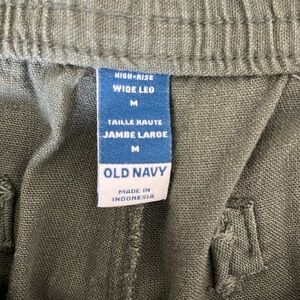 HIGH-RISE
WIDE LEG
M
TAILLE HAUTE
JAMBE LARGE
M
OLD NAVY
MADE IN
INDONESIA